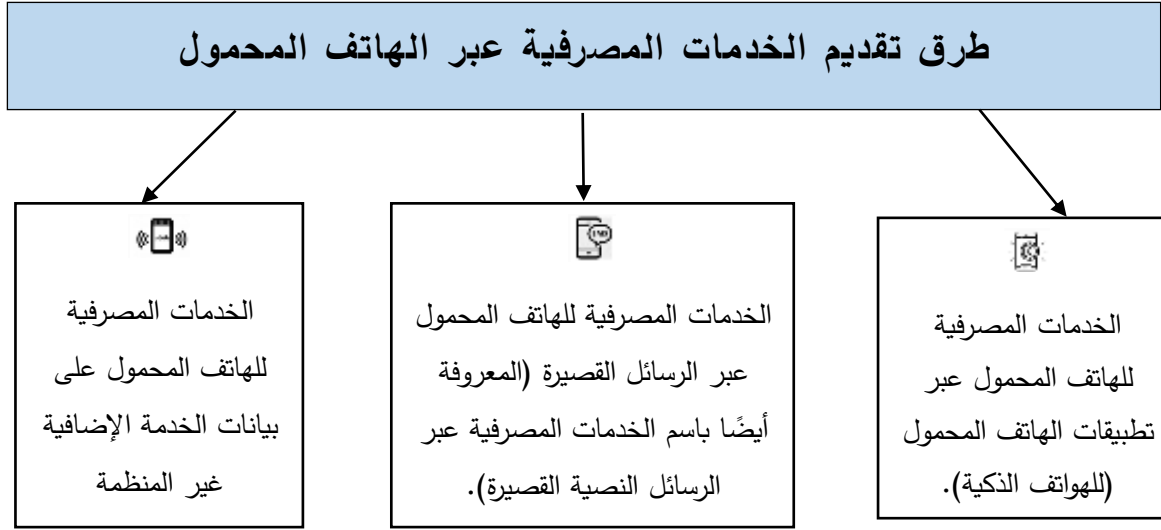 طرق تقديم الخدمات المصرفية عبر الهاتف المحمول
الخدمات المصرفية
للهاتف المحمول عبر
تطبيقات الهاتف المحمول
(للهواتف الذكية).
الخدمات المصرفية للهاتف المحمول
عبر الرسائل القصيرة (المعروفة
أيضًا باسم الخدمات المصرفية عبر
الرسائل النصية القصيرة).
الخدمات المصرفية
للهاتف المحمول على
بيانات الخدمة الإضافية
غير المنظمة